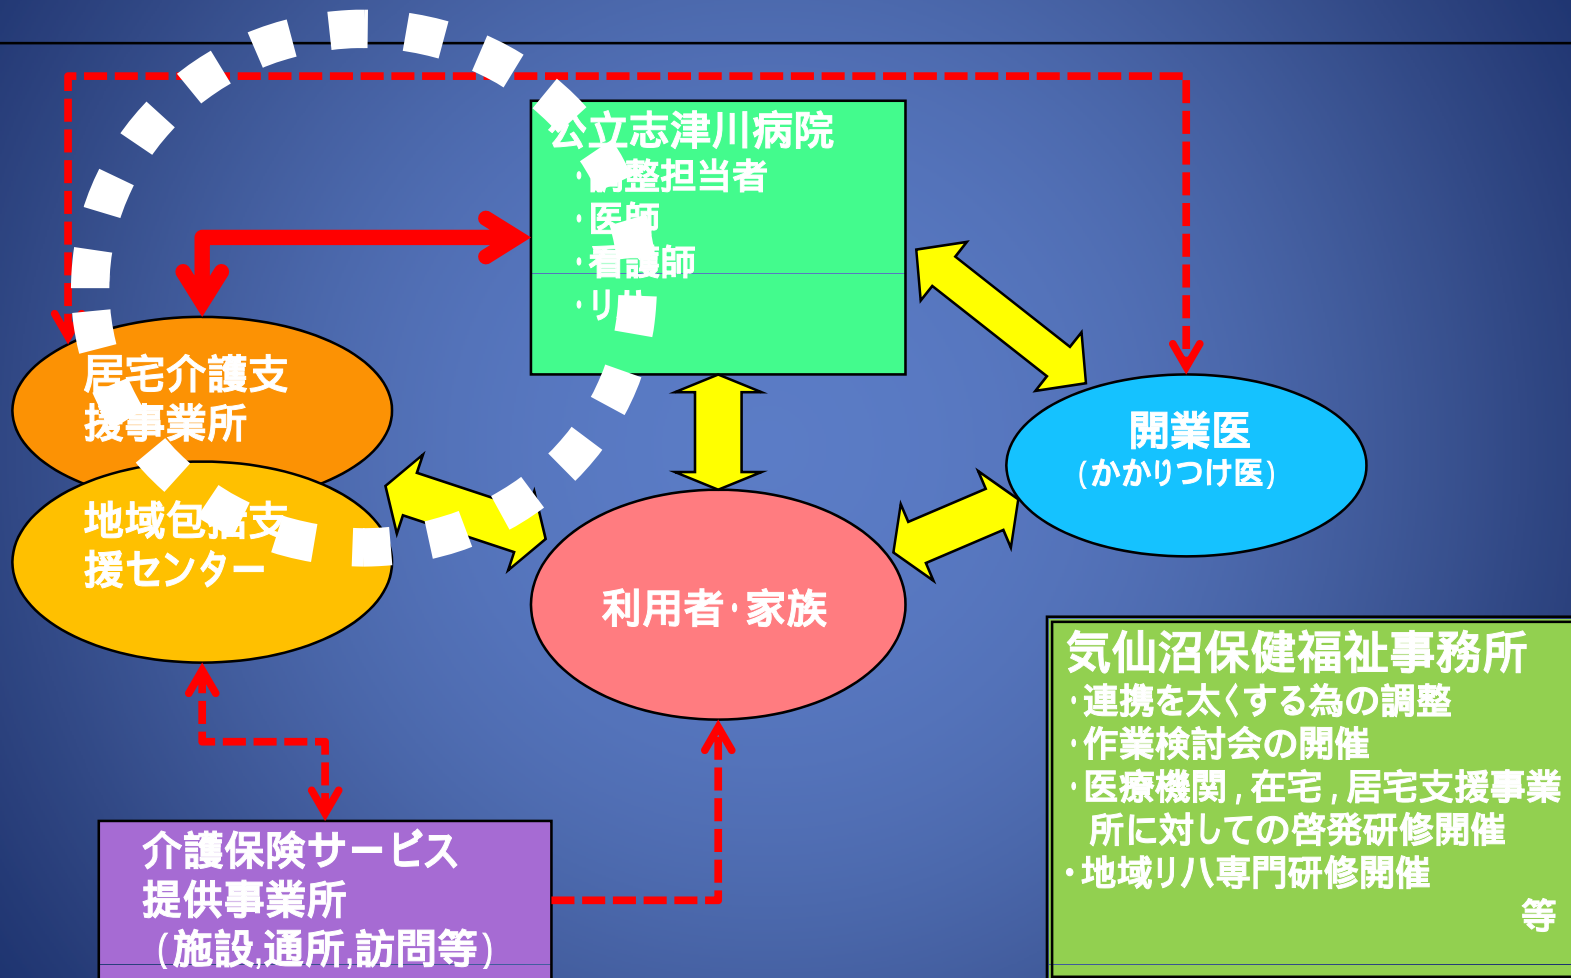 公立志津川病院
・調整担当者
・医師
・看護師
・リハ
居宅介護支
援事業所
地域包括支
援センター
利用者・家族
開業医
(かかりつけ医)
介護保険サービス
提供事業所
(施設,通所,訪問等)
気仙沼保健福祉事務所
・連携を太くする為の調整
・作業検討会の開催
・医療機関,在宅,居宅支援事業
所に対しての啓発研修開催
・地域リハ専門研修開催
等